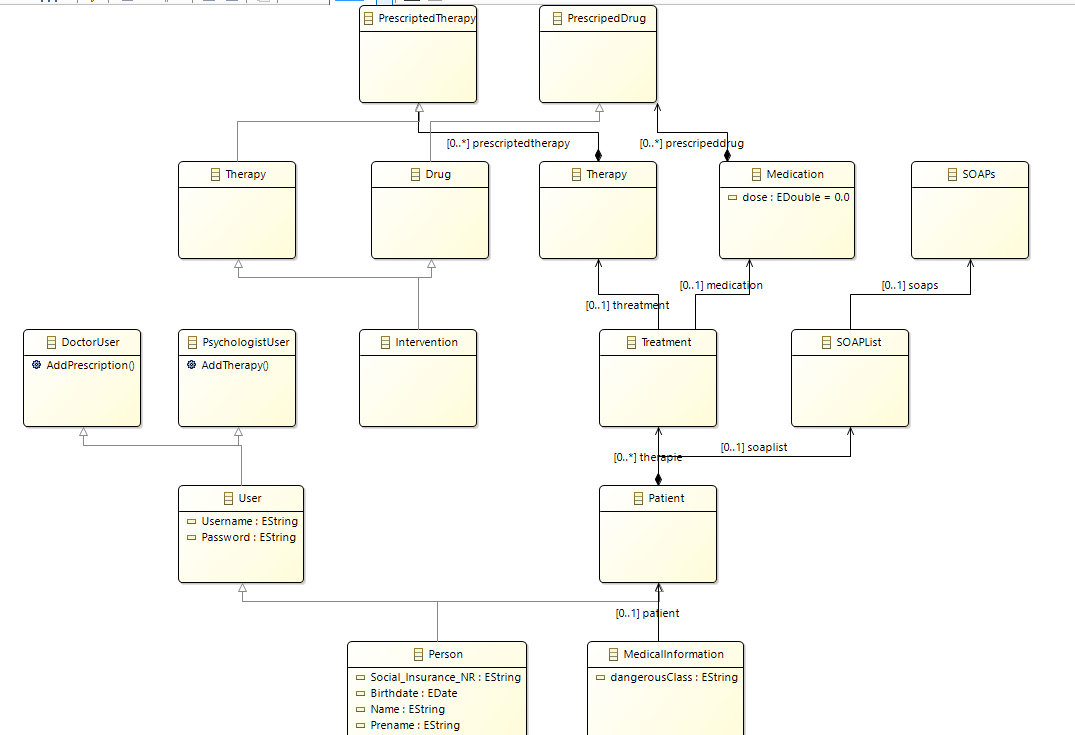 PrescriptedTherapy
PrescripedDrug
[0..*] prescriptedtherapy
[0..*] prescripeddrug
Therapy
Drug
Therapy
Medication
dose : EDouble = 0.0
SOAPs
[0..1] threatment
[0..1] medication
[0..1] soaps
DoctorUser
AddPrescription()
PsychologistUser
AddTherapy()
Intervention
Treatment
SOAPList
[0..*] therapie
[0..1] soaplist
User
Username : EString
Password : EString
Patient
[0..1] patient
Person
Social_Insurance_NR : EString
Birthdate : EDate
Name : EString
Prename : EString
MedicalInformation
dangerousClass : EString